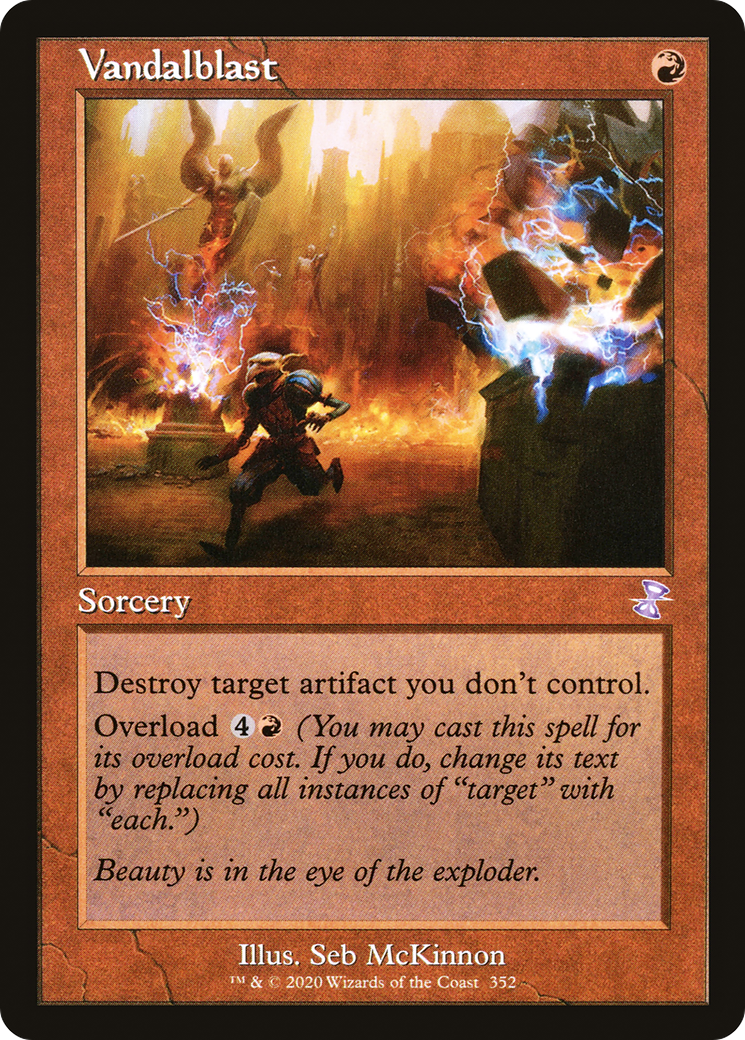 Vandalblast
Sorcery
Destroy target artifact you don't control.
Overload 4 (You may cast this spell for
its overload cost. If you do, change its text
by replacing all instances of “target” with
“each.”)
Beauty is in the eye of the exploder.
Illus. Seb McKinnon
™ & © 2020 Wizards of the Coast 352